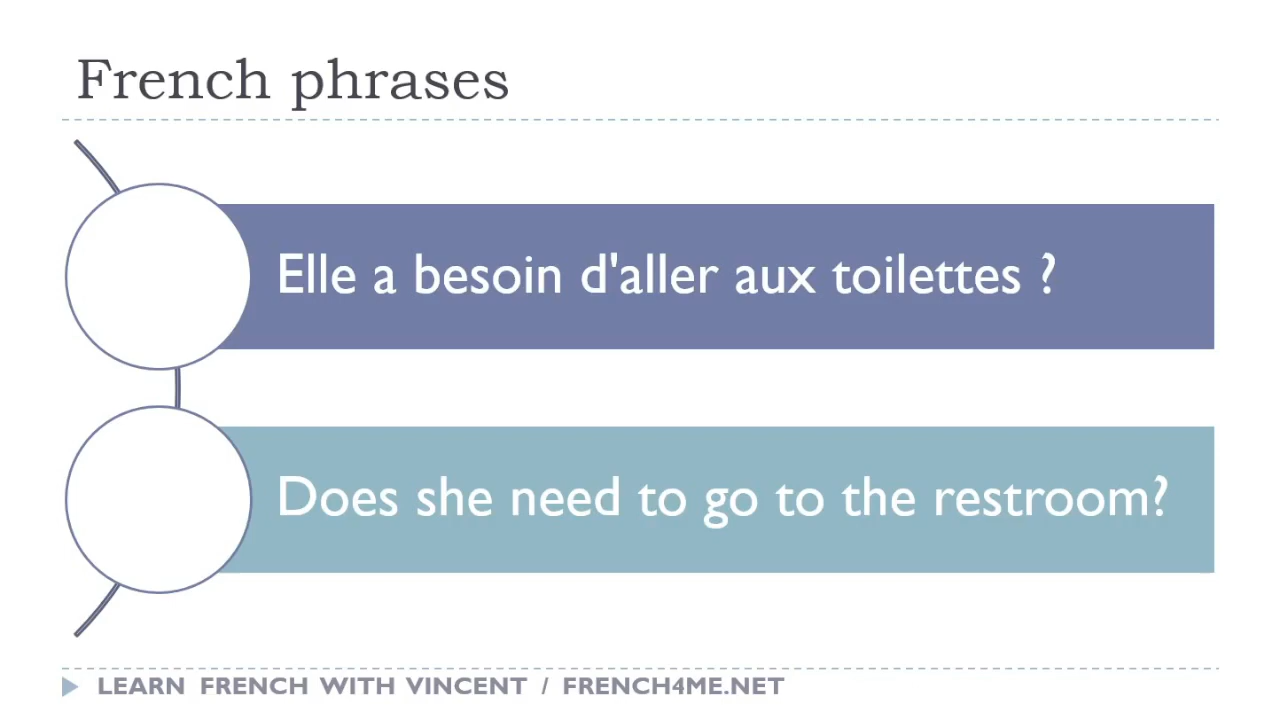 French phrases
Elle a besoin d'aller aux toilettes ?
Does she need to go to the restroom?
LEARN FRENCH WITH VINCENT / FRENCH4ME.NET